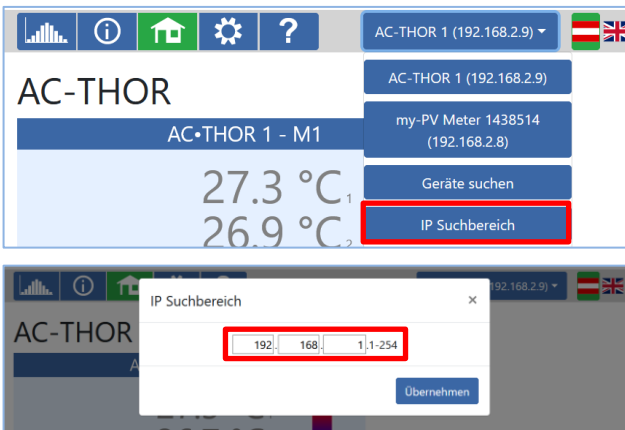 ? AC-THOR 1 (192.168.2.9)
AC-THOR
AC-THOR 1 (192.168.2.9)
AC•THOR 1 - M1
my-PV Meter 1438514
(192.168.2.8)
27.3 °C 1
Geräte suchen
26.9 °C 2
IP Suchbereich
IP Suchbereich ×
192.168.2.9)
AC-THOR
192. 168. 1 .1-254
A
Übernehmen